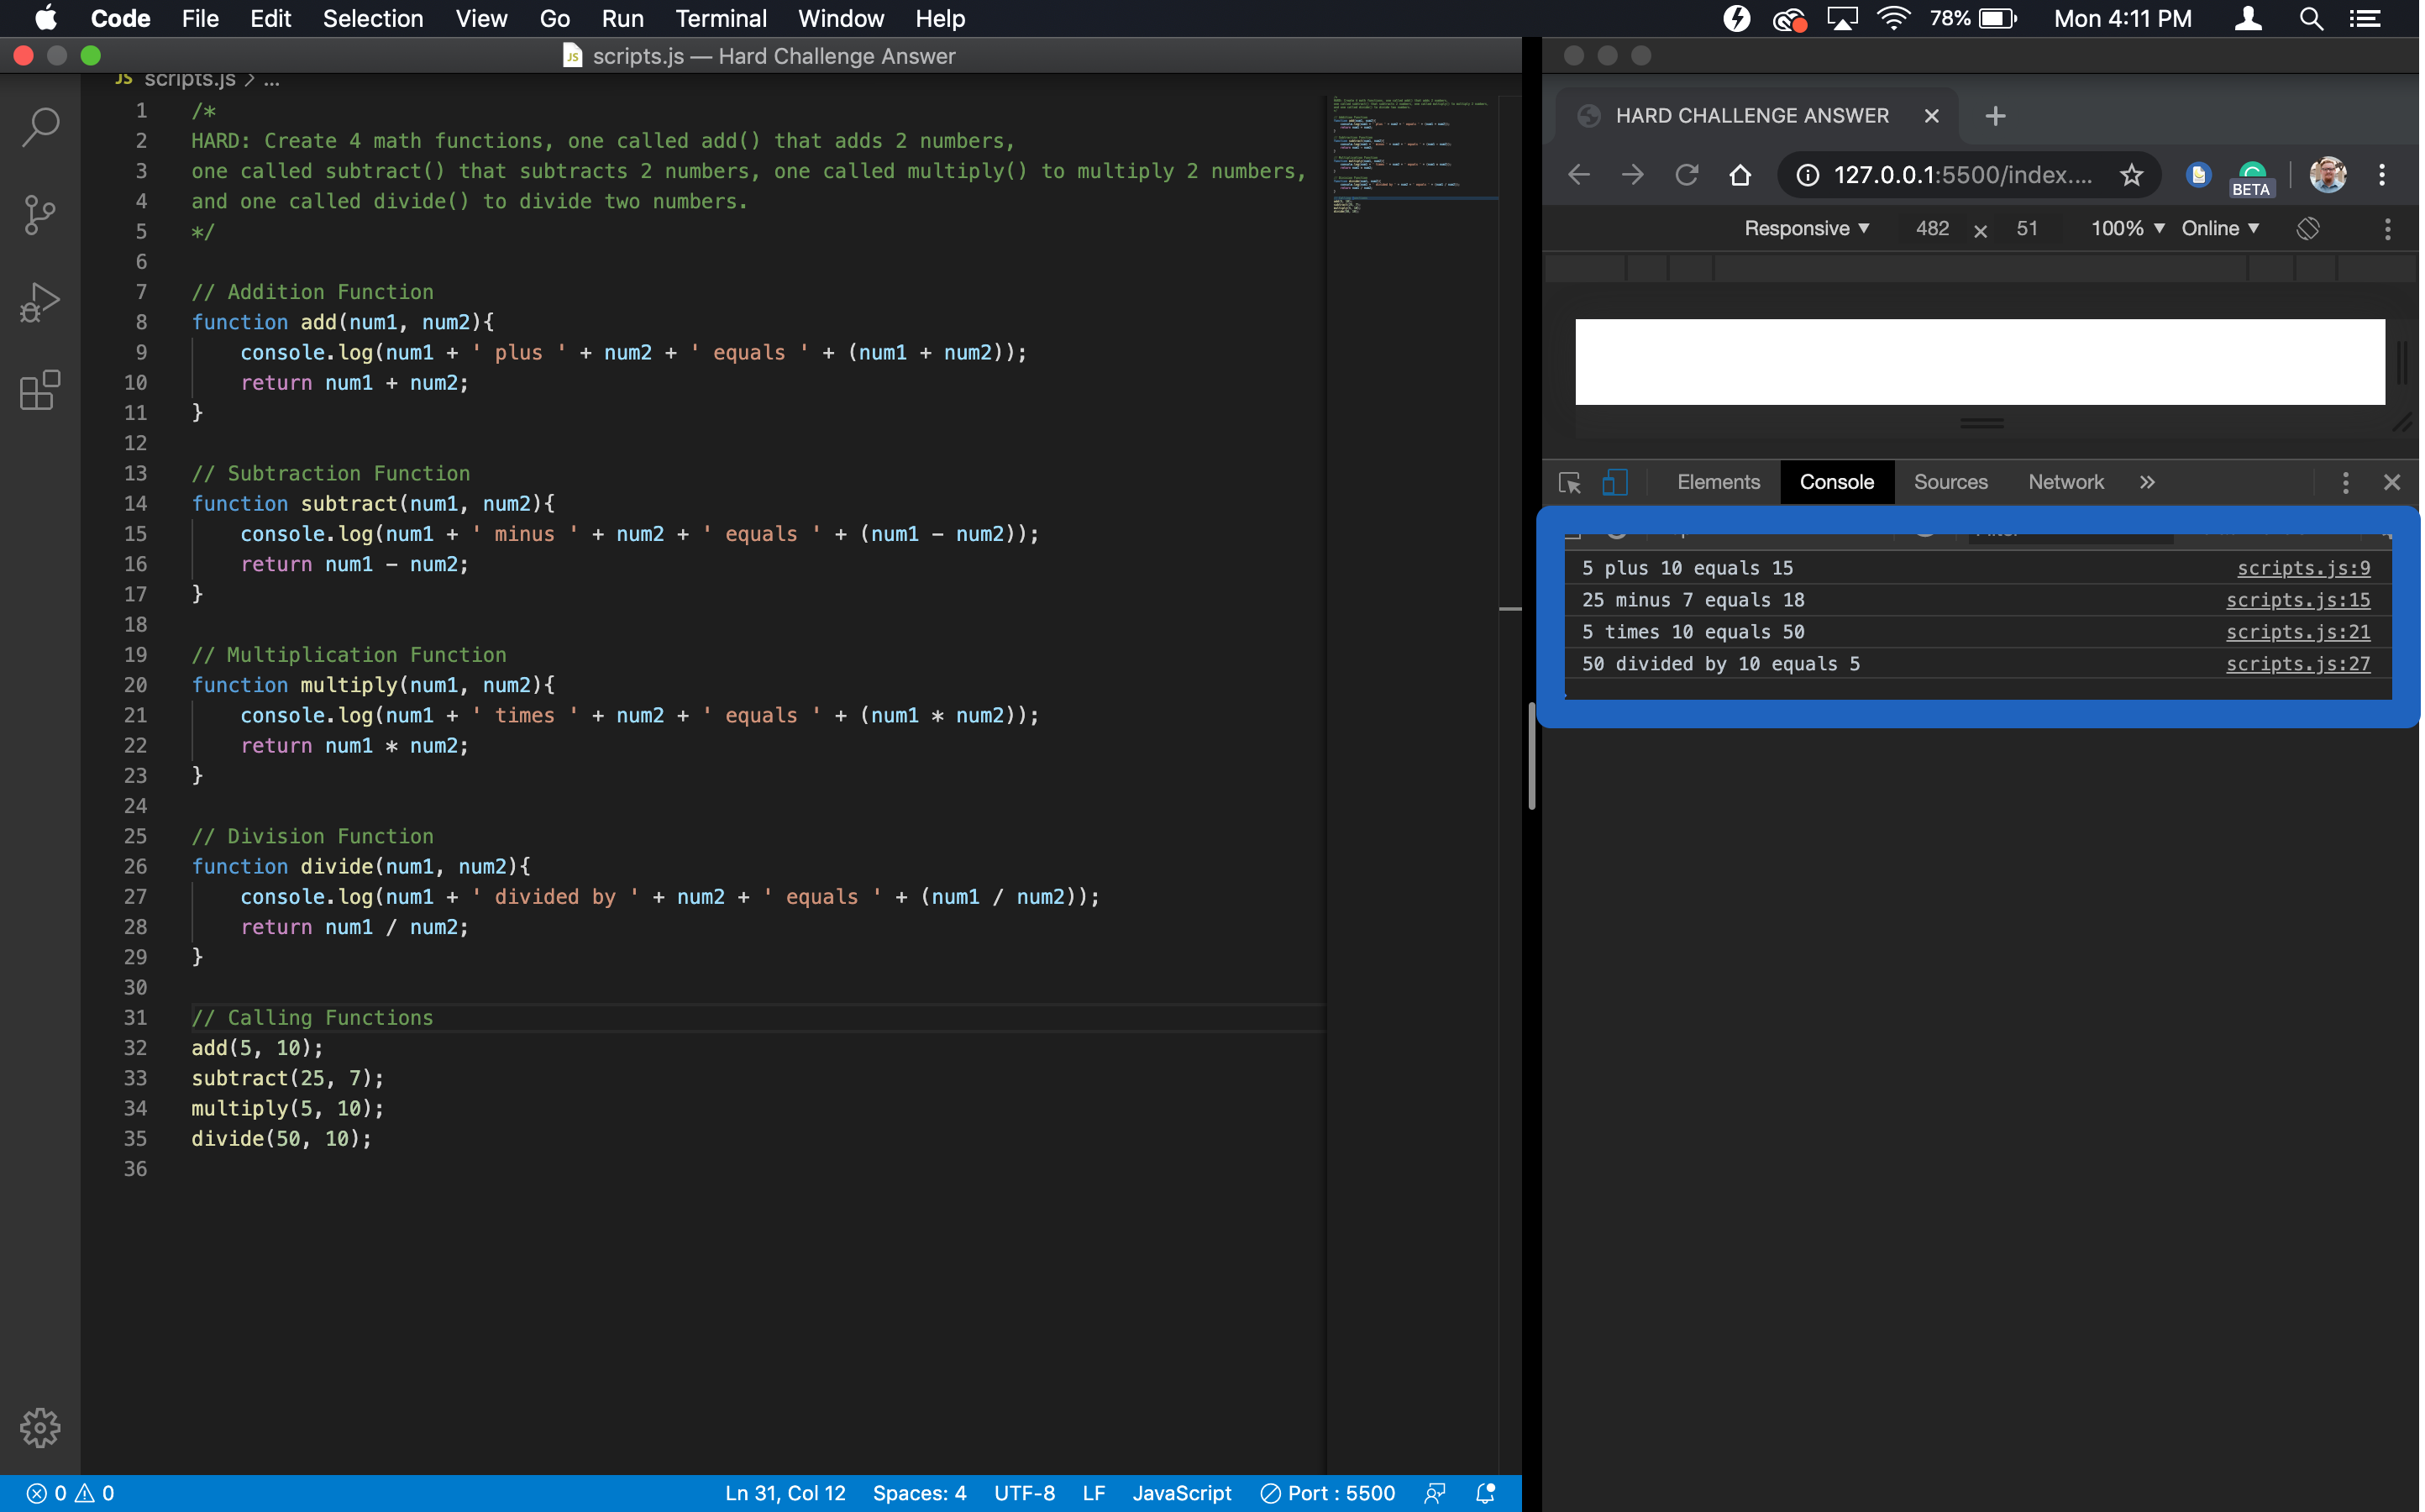 Code File Edit Selection View Go Run Terminal Window Help 78% Mon 4:11 PM
JS scripts.js — Hard Challenge Answer
JS scripts.js > ...
1 /*
2 HARD: Create 4 math functions, one called add() that adds 2 numbers,
3 one called subtract() that subtracts 2 numbers, one called multiply() to multiply 2 numbers,
4 and one called divide() to divide two numbers.
5 */
6
7 // Addition Function
8 function add(num1, num2){
9 console.log(num1 + ' plus ' + num2 + ' equals ' + (num1 + num2));
10 return num1 + num2;
11 }
12
13 // Subtraction Function
14 function subtract(num1, num2){
15 console.log(num1 + ' minus ' + num2 + ' equals ' + (num1 - num2));
16 return num1 - num2;
17 }
18
19 // Multiplication Function
20 function multiply(num1, num2){
21 console.log(num1 + ' times ' + num2 + ' equals ' + (num1 * num2));
22 return num1 * num2;
23 }
24
25 // Division Function
26 function divide(num1, num2){
27 console.log(num1 + ' divided by ' + num2 + ' equals ' + (num1 / num2));
28 return num1 / num2;
29 }
30
31 // Calling Functions
32 add(5, 10);
33 subtract(25, 7);
34 multiply(5, 10);
35 divide(50, 10);
36
0 0 Ln 31, Col 12 Spaces: 4 UTF-8 LF JavaScript Port : 5500
HARD CHALLENGE ANSWER
127.0.0.1:5500/index.... BETA
Responsive 482 × 51 100% Online
Elements Console Sources Network »
5 plus 10 equals 15 scripts.js:9
25 minus 7 equals 18 scripts.js:15
5 times 10 equals 50 scripts.js:21
50 divided by 10 equals 5 scripts.js:27